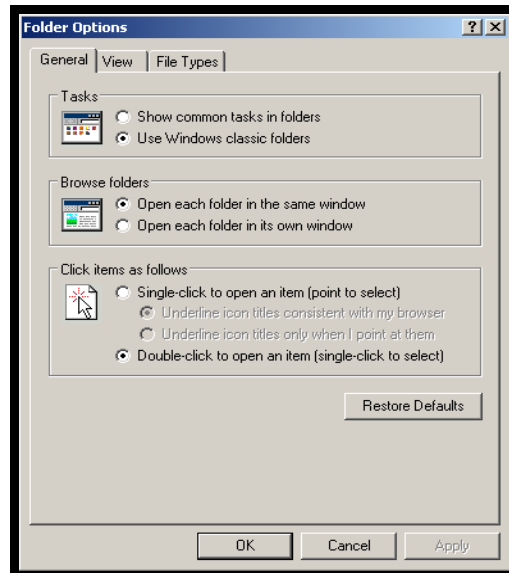 Folder Options
General View File Types
Tasks
Show common tasks in folders
Use Windows classic folders
Browse folders
Open each folder in the same window
Open each folder in its own window
Click items as follows
Single-click to open an item (point to select)
Underline icon titles consistent with my browser
Underline icon titles only when I point at them
Double-click to open an item (single-click to select)
Restore Defaults
OK Cancel Apply